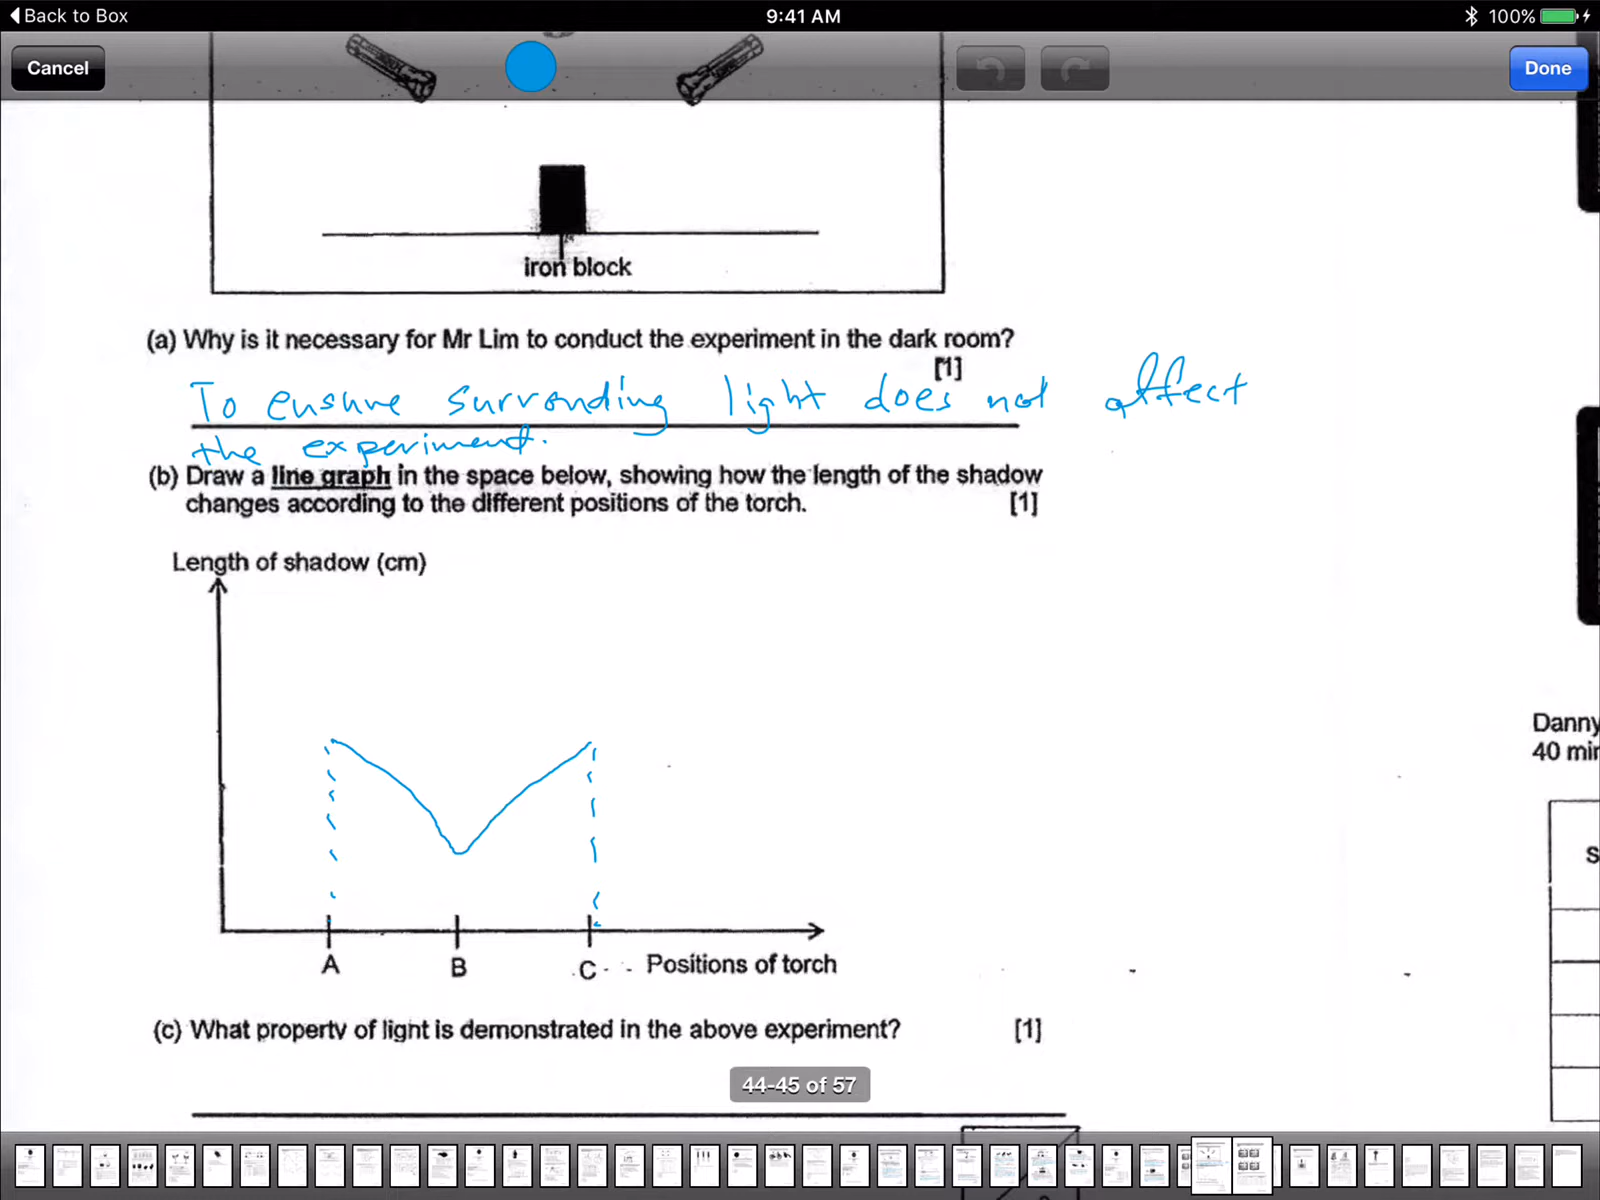 Back to Box
9:41 AM
100%
Cancel
Done
iron block
(a) Why is it necessary for Mr Lim to conduct the experiment in the dark room?
[1]
To ensure surronding light does not affect
the experiment.
(b) Draw a line graph in the space below, showing how the length of the shadow
changes according to the different positions of the torch. [1]
Length of shadow (cm)
A B C Positions of torch
(c) What property of light is demonstrated in the above experiment? [1]
44-45 of 57
Danny
40 min
S